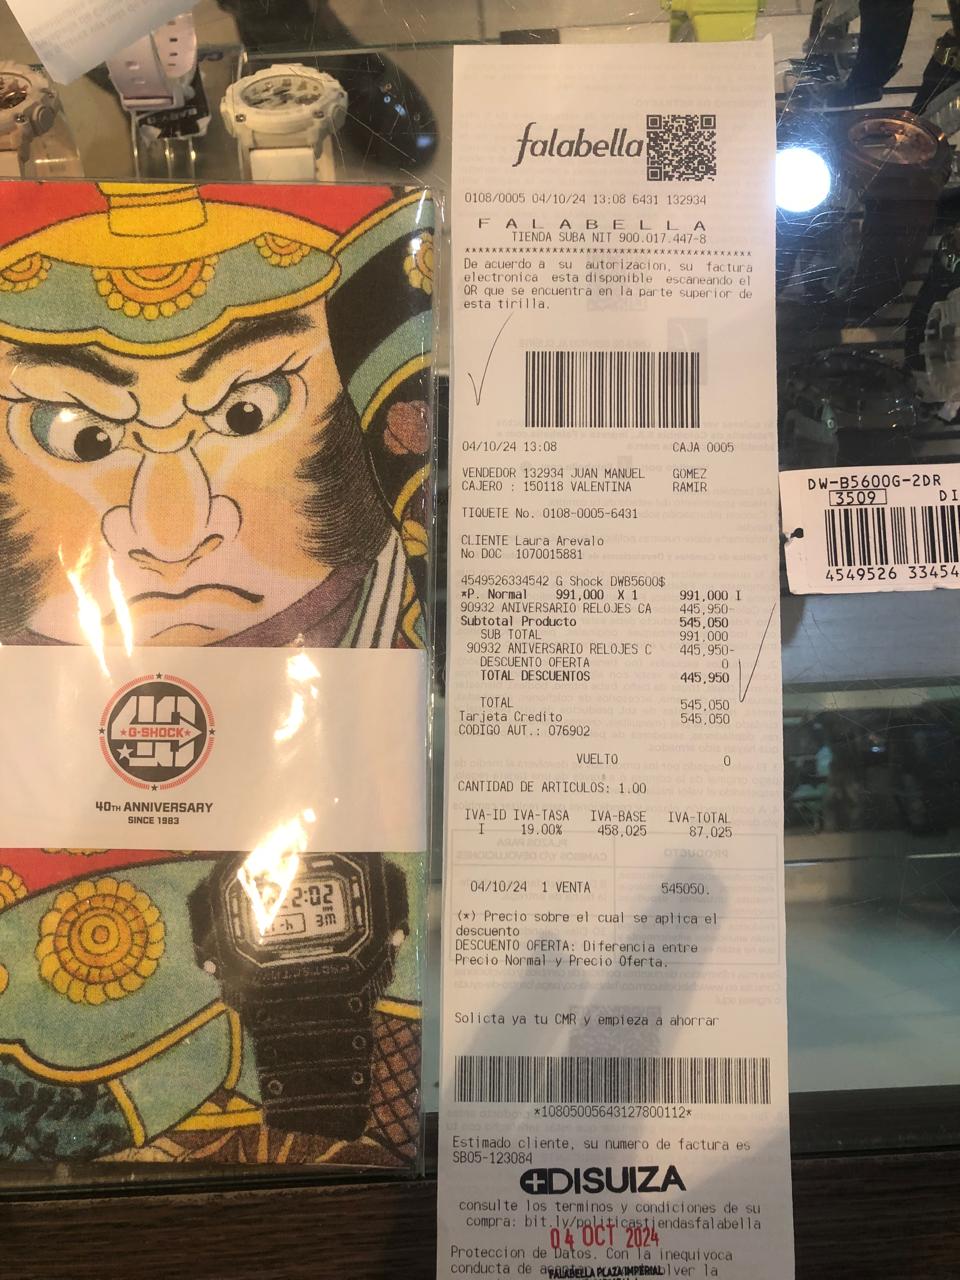 falabella
0108/0005 04/10/24 13:08 6431 132934
FALABELLA
TIENDA SUBA NIT 900.017.447-8
****************************************************
De acuerdo a su autorizacion, su factura
electronica esta disponible escaneando el
QR que se encuentra en la parte superior de
esta tirilla.
04/10/24 13:08 CAJA 0005
VENDEDOR 132934 JUAN MANUEL GOMEZ
CAJERO : 150118 VALENTINA RAMIR
TIQUETE No. 0108-0005-6431
CLIENTE Laura Arevalo
No DOC 1070015881
4549526334542 G Shock DWB5600$
*P. Normal 991,000 X 1 991,000 I
90932 ANIVERSARIO RELOJES CA 445,950-
Subtotal Producto 545,050
SUB TOTAL 991,000
90932 ANIVERSARIO RELOJES C 445,950-
DESCUENTO OFERTA 0
TOTAL DESCUENTOS 445,950
TOTAL 545,050
Tarjeta Credito 545,050
CODIGO AUT.: 076902
VUELTO 0
CANTIDAD DE ARTICULOS: 1.00
IVA-ID IVA-TASA IVA-BASE IVA-TOTAL
I 19.00% 458,025 87,025
04/10/24 1 VENTA 545050.
(*) Precio sobre el cual se aplica el
descuento
DESCUENTO OFERTA: Diferencia entre
Precio Normal y Precio Oferta.
Solicta ya tu CMR y empieza a ahorrar
*10805005643127800112*
Estimado cliente, su numero de factura es
SB05-123084
DISUIZA
consulte los terminos y condiciones de su
compra: bit.ly/politicastiendasfalabella
04 OCT 2024
Proteccion de Datos. Con la inequivoca
FALABELLA PLAZA IMPERIAL
conducta de
G-SHOCK
40TH ANNIVERSARY
SINCE 1983
2:02
3M
DW-B5600G-2DR
3509 DI
4549526 33454